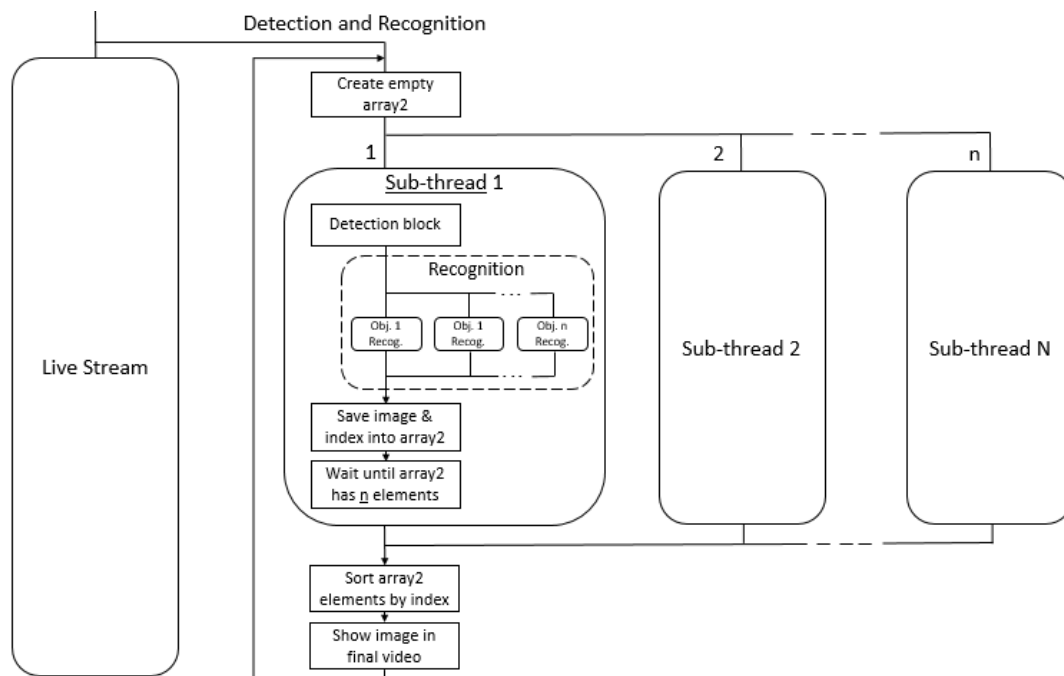 Detection and Recognition
Create empty
array2
1
2
n
Sub-thread 1
Detection block
Recognition
...
Obj. 1
Recog.
Obj. 1
Recog.
Obj. n
Recog.
...
Save image &
index into array2
Wait until array2
has n elements
Live Stream
Sub-thread 2
Sub-thread N
Sort array2
elements by index
Show image in
final video